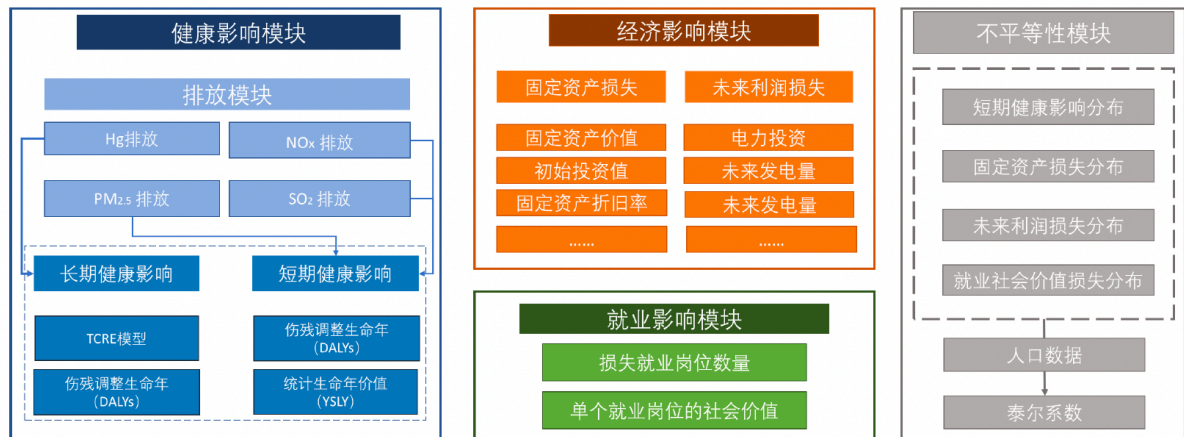 健康影响模块
排放模块
Hg排放
NOx 排放
PM2.5 排放
SO2 排放
长期健康影响
短期健康影响
TCRE模型
伤残调整生命年
（DALYs）
伤残调整生命年
（DALYs）
统计生命年价值
（YSLY）
经济影响模块
固定资产损失
未来利润损失
固定资产价值
电力投资
初始投资值
未来发电量
固定资产折旧率
未来发电量
……
……
就业影响模块
损失就业岗位数量
单个就业岗位的社会价值
不平等性模块
短期健康影响分布
固定资产损失分布
未来利润损失分布
就业社会价值损失分布
人口数据
泰尔系数